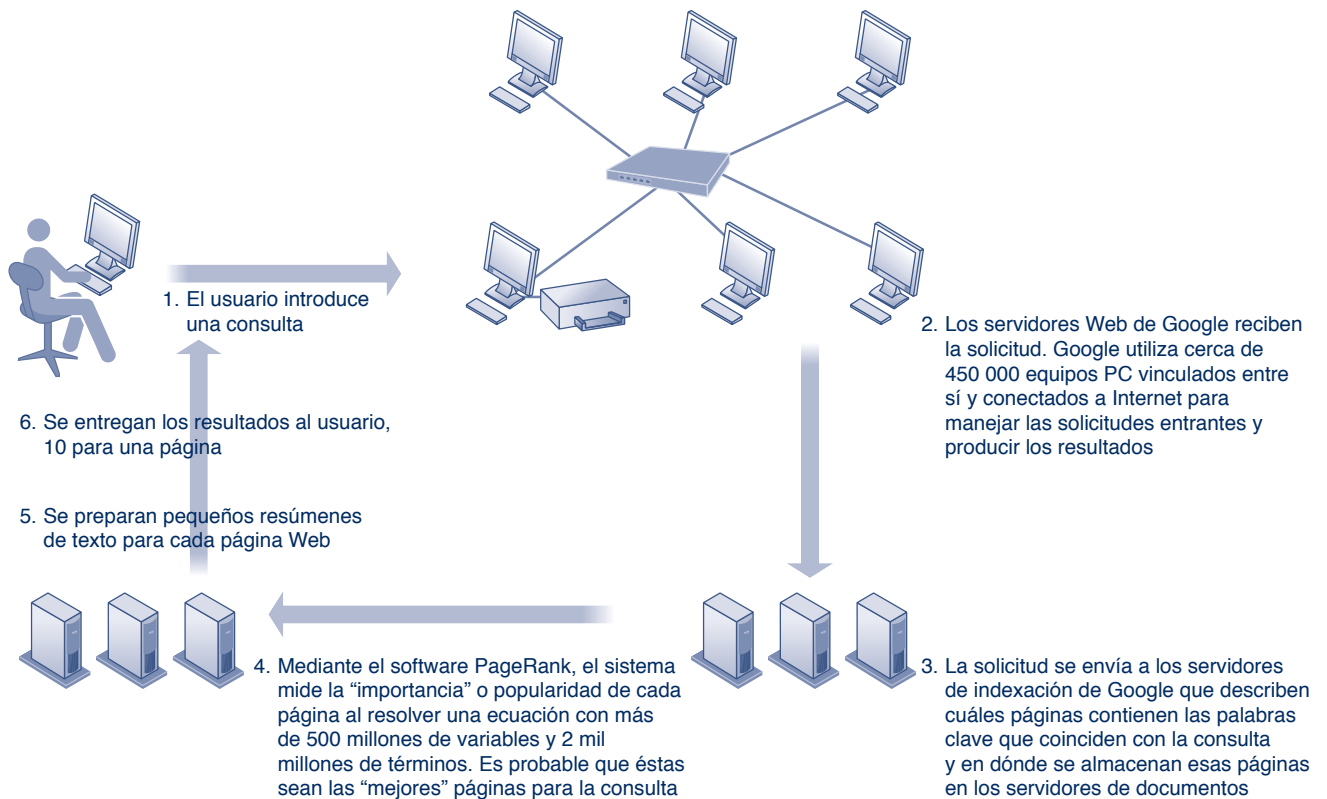 1. El usuario introduce
una consulta
2. Los servidores Web de Google reciben
la solicitud. Google utiliza cerca de
450 000 equipos PC vinculados entre
sí y conectados a Internet para
manejar las solicitudes entrantes y
producir los resultados
3. La solicitud se envía a los servidores
de indexación de Google que describen
cuáles páginas contienen las palabras
clave que coinciden con la consulta
y en dónde se almacenan esas páginas
en los servidores de documentos
4. Mediante el software PageRank, el sistema
mide la “importancia” o popularidad de cada
página al resolver una ecuación con más
de 500 millones de variables y 2 mil
millones de términos. Es probable que éstas
sean las “mejores” páginas para la consulta
5. Se preparan pequeños resúmenes
de texto para cada página Web
6. Se entregan los resultados al usuario,
10 para una página